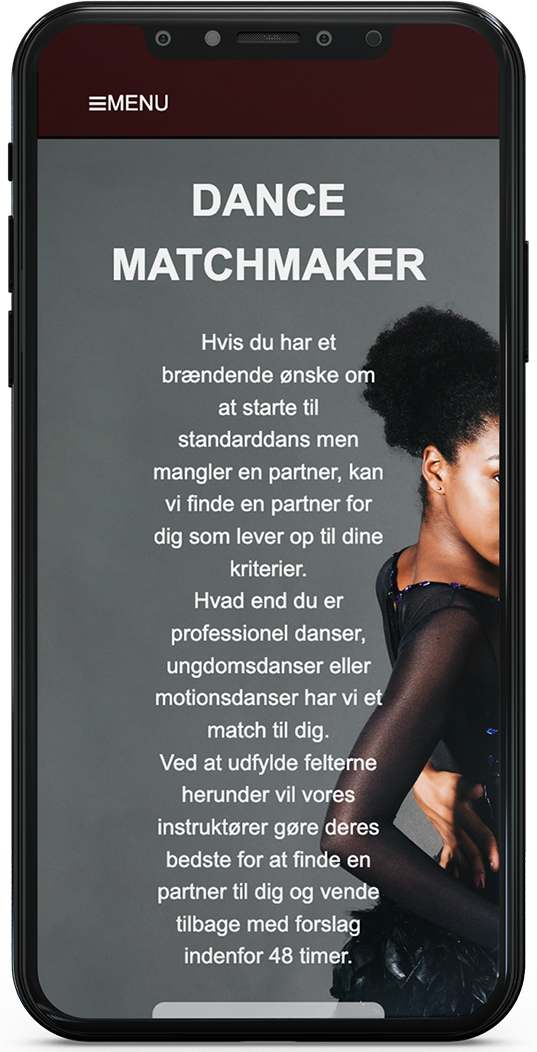 MENU
DANCE
MATCHMAKER
Hvis du har et
brændende ønske om
at starte til
standarddans men
mangler en partner, kan
vi finde en partner for
dig som lever op til dine
kriterier.
Hvad end du er
professionel danser,
ungdomsdanser eller
motionsdanser har vi et
match til dig.
Ved at udfylde felterne
herunder vil vores
instruktører gøre deres
bedste for at finde en
partner til dig og vende
tilbage med forslag
indenfor 48 timer.